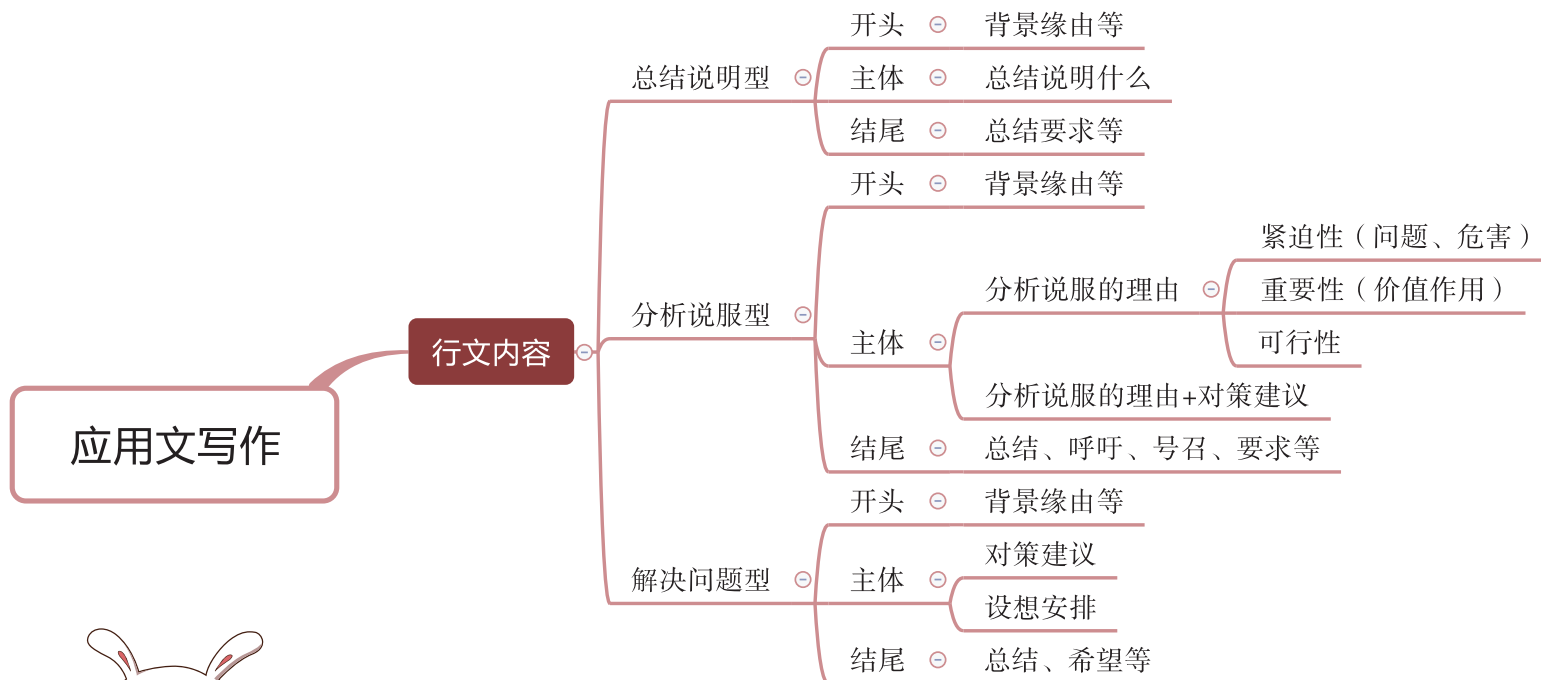 应用文写作
行文内容
总结说明型
开头
背景缘由等
主体
总结说明什么
结尾
总结要求等
分析说服型
开头
背景缘由等
主体
分析说服的理由
紧迫性（问题、危害）
重要性（价值作用）
可行性
分析说服的理由+对策建议
结尾
总结、呼吁、号召、要求等
解决问题型
开头
背景缘由等
主体
对策建议
设想安排
结尾
总结、希望等